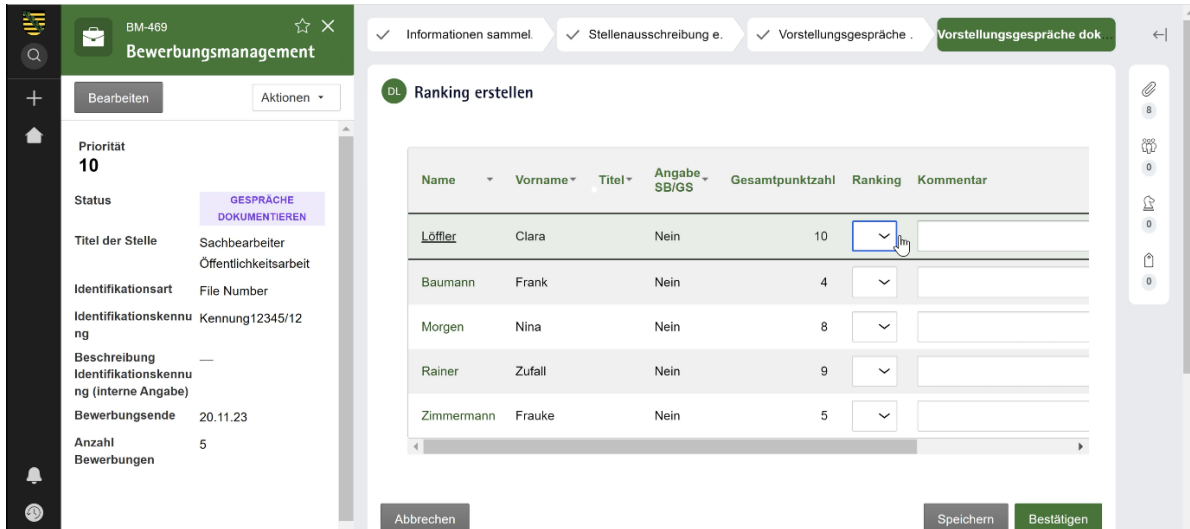 BM-469
Bewerbungsmanagement
Bearbeiten
Aktionen
Priorität
10
Status
GESPRÄCHE
DOKUMENTIEREN
Titel der Stelle
Sachbearbeiter
Öffentlichkeitsarbeit
Identifikationsart
File Number
Identifikationskennu
ng
Kennung12345/12
Beschreibung
Identifikationskennu
ng (interne Angabe)
—
Bewerbungsende
20.11.23
Anzahl
Bewerbungen
5
Informationen sammel.
Stellenausschreibung e.
Vorstellungsgespräche .
Vorstellungsgespräche dok...
DL
Ranking erstellen
Name Vorname Titel Angabe SB/GS Gesamtpunktzahl Ranking Kommentar
Löffler Clara Nein 10
Baumann Frank Nein 4
Morgen Nina Nein 8
Rainer Zufall Nein 9
Zimmermann Frauke Nein 5
Abbrechen
Speichern
Bestätigen
8
0
0
0